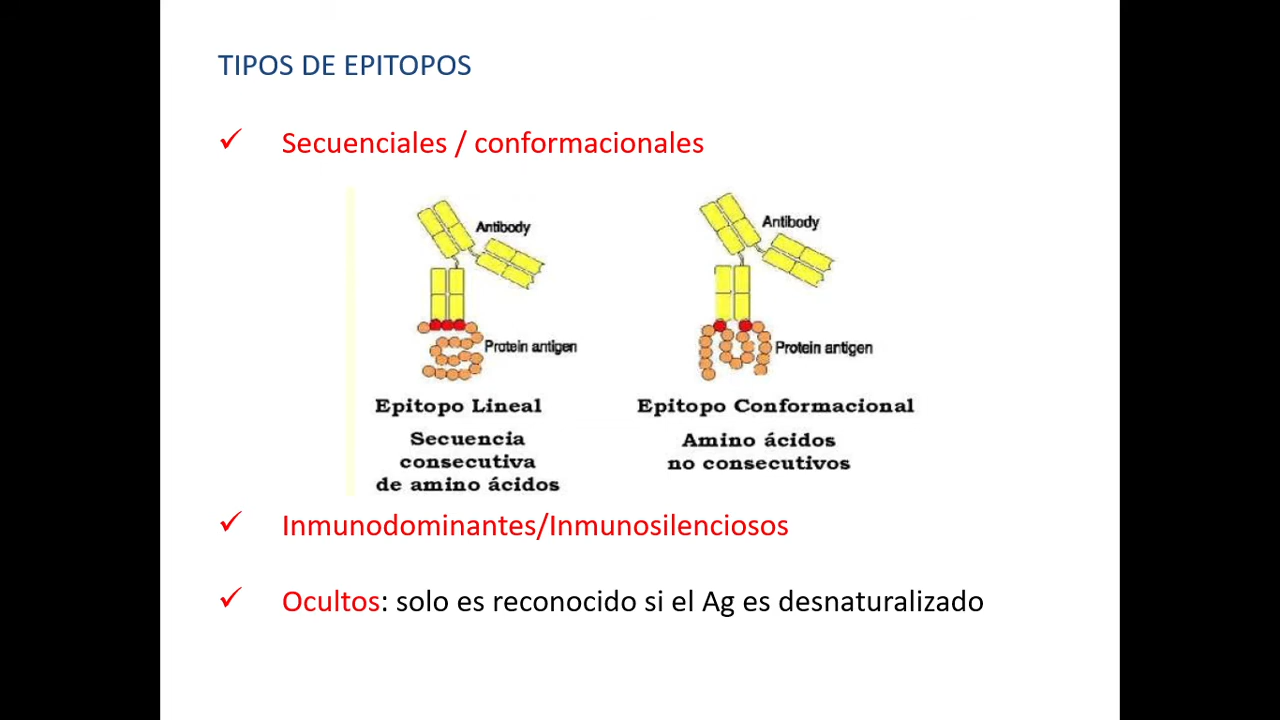 TIPOS DE EPITOPOS
✓ Secuenciales / conformacionales
Antibody
Protein antigen
Epitopo Lineal
Secuencia
consecutiva
de amino ácidos
Antibody
Protein antigen
Epitopo Conformacional
Amino ácidos
no consecutivos
✓ Inmunodominantes/Inmunosilenciosos
✓ Ocultos: solo es reconocido si el Ag es desnaturalizado